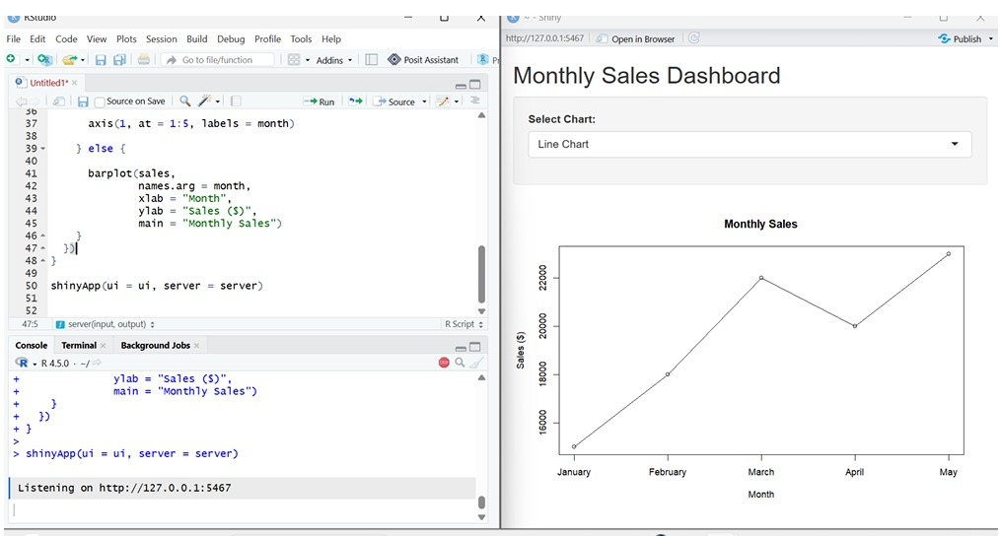 RStudio
File Edit Code View Plots Session Build Debug Profile Tools Help
Go to file/function Addins Posit Assistant
Untitled1*
Source on Save Run Source
36
37 axis(1, at = 1:5, labels = month)
38
39 } else {
40
41 barplot(sales,
42 names.arg = month,
43 xlab = "Month",
44 ylab = "Sales ($)",
45 main = "Monthly Sales")
46 }
47 })
48 }
49
50 shinyApp(ui = ui, server = server)
51
52
47:5 server(input, output) R Script
Console Terminal Background Jobs
R 4.5.0 · ~/
+ ylab = "Sales ($)",
+ main = "Monthly Sales")
+ }
+ })
+ }
>
> shinyApp(ui = ui, server = server)
Listening on http://127.0.0.1:5467
~ - Shiny
http://127.0.0.1:5467 Open in Browser Publish
Monthly Sales Dashboard
Select Chart:
Line Chart
Monthly Sales
22000
20000
18000
16000
Sales ($)
January February March April May
Month